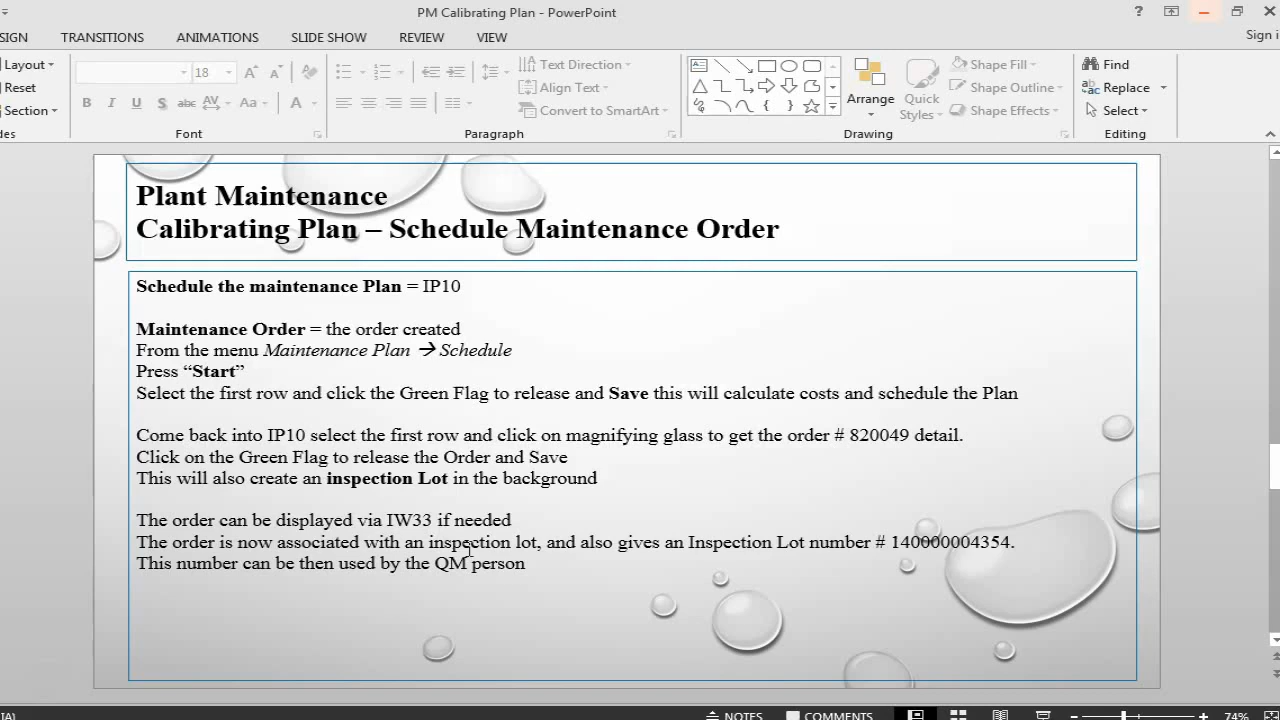 PM Calibrating Plan - PowerPoint
?
SIGN TRANSITIONS ANIMATIONS SLIDE SHOW REVIEW VIEW
Layout
Reset
Section
18
B I U S abc AV Aa A
Font
Text Direction
Align Text
Convert to SmartArt
Paragraph
Arrange
Quick
Styles
Shape Fill
Shape Outline
Shape Effects
Drawing
Find
Replace
Select
Editing
Plant Maintenance
Calibrating Plan – Schedule Maintenance Order
Schedule the maintenance Plan = IP10
Maintenance Order = the order created
From the menu Maintenance Plan → Schedule
Press “Start”
Select the first row and click the Green Flag to release and Save this will calculate costs and schedule the Plan
Come back into IP10 select the first row and click on magnifying glass to get the order # 820049 detail.
Click on the Green Flag to release the Order and Save
This will also create an inspection Lot in the background
The order can be displayed via IW33 if needed
The order is now associated with an inspection lot, and also gives an Inspection Lot number # 140000004354.
This number can be then used by the QM person
NOTES COMMENTS 74%